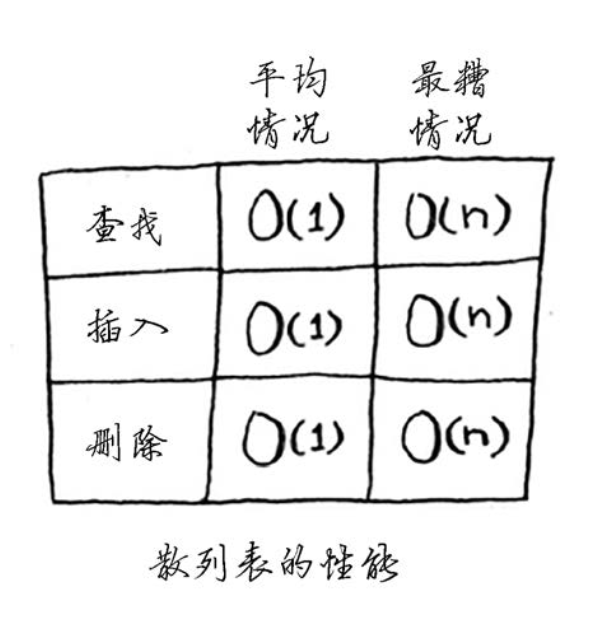 平均 最糟
情况 情况
查找 O(1) O(n)
插入 O(1) O(n)
删除 O(1) O(n)
散列表的性能